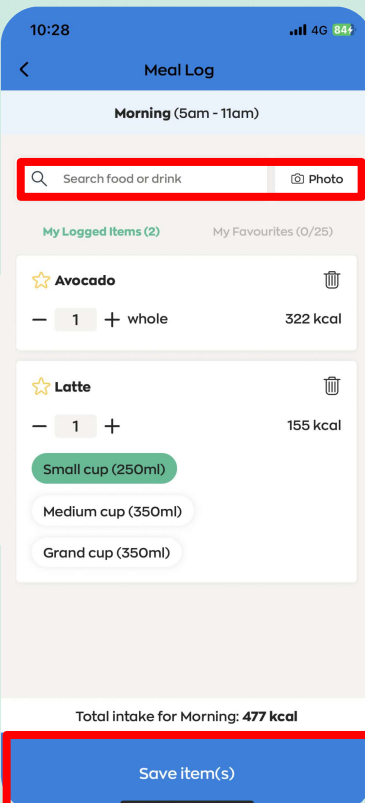 10:28 4G 84
Meal Log
Morning (5am - 11am)
Search food or drink Photo
My Logged Items (2) My Favourites (0/25)
Avocado
1 whole 322 kcal
Latte
1 155 kcal
Small cup (250ml)
Medium cup (350ml)
Grand cup (350ml)
Total intake for Morning: 477 kcal
Save item(s)